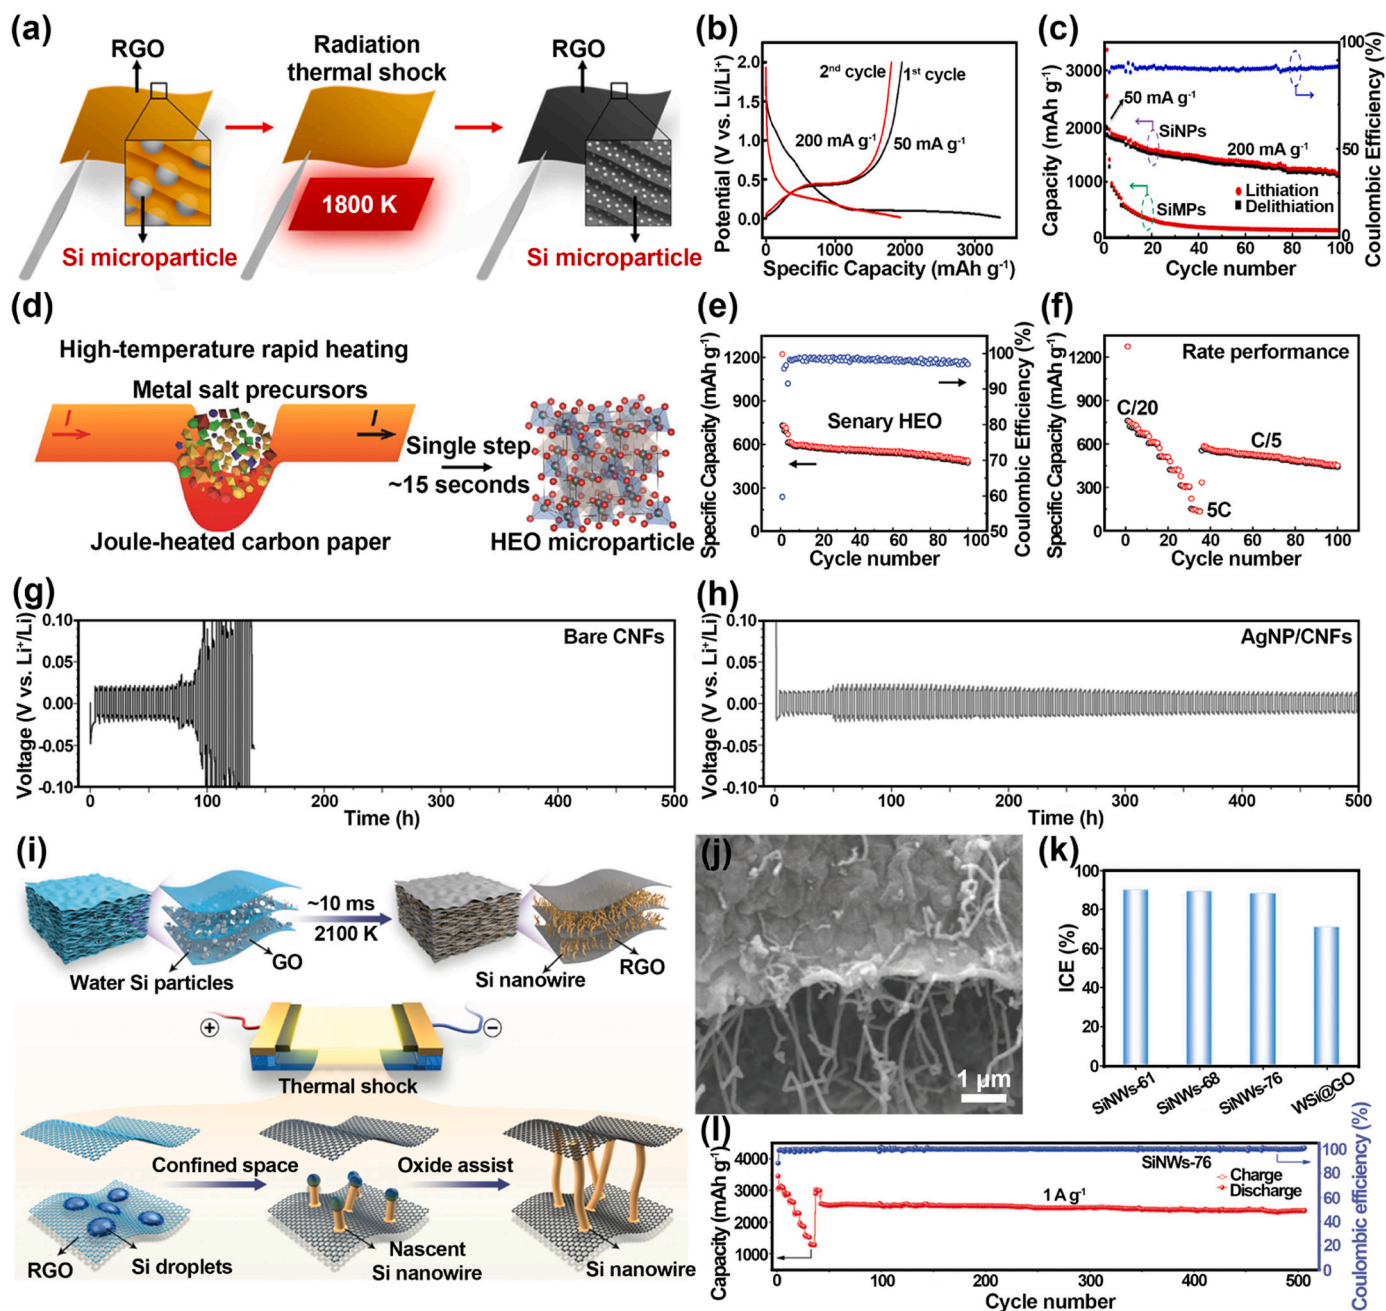 (a)
RGO
Radiation
thermal shock
RGO
1800 K
Si microparticle
Si microparticle
(b)
Potential (V vs. Li/Li⁺)
2.0
1.5
1.0
0.5
0.0
2ⁿᵈ cycle
1ˢᵗ cycle
200 mA g⁻¹
50 mA g⁻¹
0
1000
2000
3000
Specific Capacity (mAh g⁻¹)
(c)
Capacity (mAh g⁻¹)
3000
2000
1000
0
50 mA g⁻¹
SiNPs
200 mA g⁻¹
SiMPs
Lithiation
Delithiation
0 20 40 60 80 100
Cycle number
100
50
0
Coulombic Efficiency (%)
(d)
High-temperature rapid heating
Metal salt precursors
I
I
Single step
~15 seconds
Joule-heated carbon paper
HEO microparticle
(e)
Specific Capacity (mAh g⁻¹)
1200
900
600
300
0
Senary HEO
0 20 40 60 80 100
Cycle number
100
90
80
70
60
50
Coulombic Efficiency (%)
(f)
Specific Capacity (mAh g⁻¹)
1200
900
600
300
0
Rate performance
C/20
C/5
5C
0 20 40 60 80 100
Cycle number
(g)
Voltage (V vs. Li⁺/Li)
0.10
0.05
0.00
-0.05
-0.10
Bare CNFs
0 100 200 300 400 500
Time (h)
(h)
Voltage (V vs. Li⁺/Li)
0.10
0.05
0.00
-0.05
-0.10
AgNP/CNFs
0 100 200 300 400 500
Time (h)
(i)
~10 ms
2100 K
GO
Water Si particles
Si nanowire
RGO
+
−
Thermal shock
Confined space
Oxide assist
RGO
Si droplets
Nascent
Si nanowire
Si nanowire
(j)
1 μm
(k)
ICE (%)
100
80
60
40
20
0
SiNWs-61
SiNWs-68
SiNWs-76
WSi@GO
(l)
Capacity (mAh g⁻¹)
4000
3000
2000
1000
SiNWs-76
Charge
Discharge
1 A g⁻¹
0 100 200 300 400 500
Cycle number
100
80
60
40
20
0
Coulombic efficiency (%)